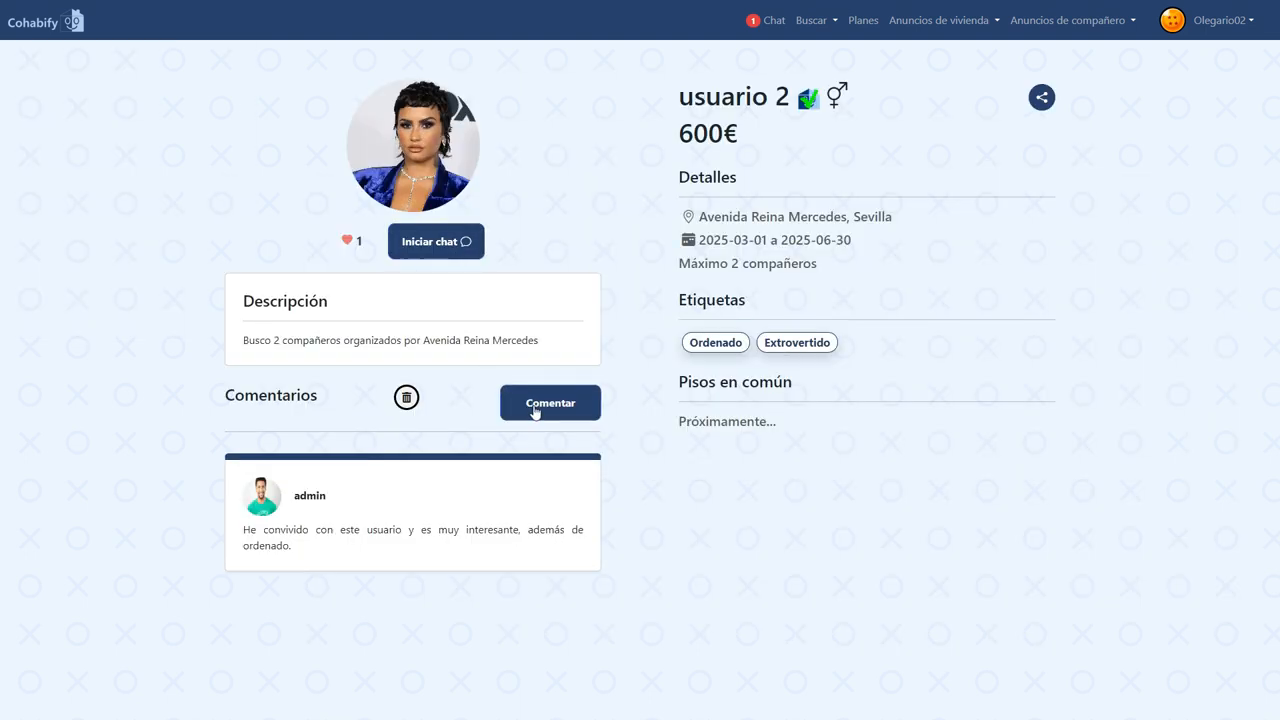 Cohabify
1 Chat Buscar Planes Anuncios de vivienda Anuncios de compañero Olegario02
usuario 2
600€
Iniciar chat
1
Descripción
Busco 2 compañeros organizados por Avenida Reina Mercedes
Comentarios
Comentar
admin
He convivido con este usuario y es muy interesante, además de
ordenado.
Detalles
Avenida Reina Mercedes, Sevilla
2025-03-01 a 2025-06-30
Máximo 2 compañeros
Etiquetas
Ordenado Extrovertido
Pisos en común
Próximamente...